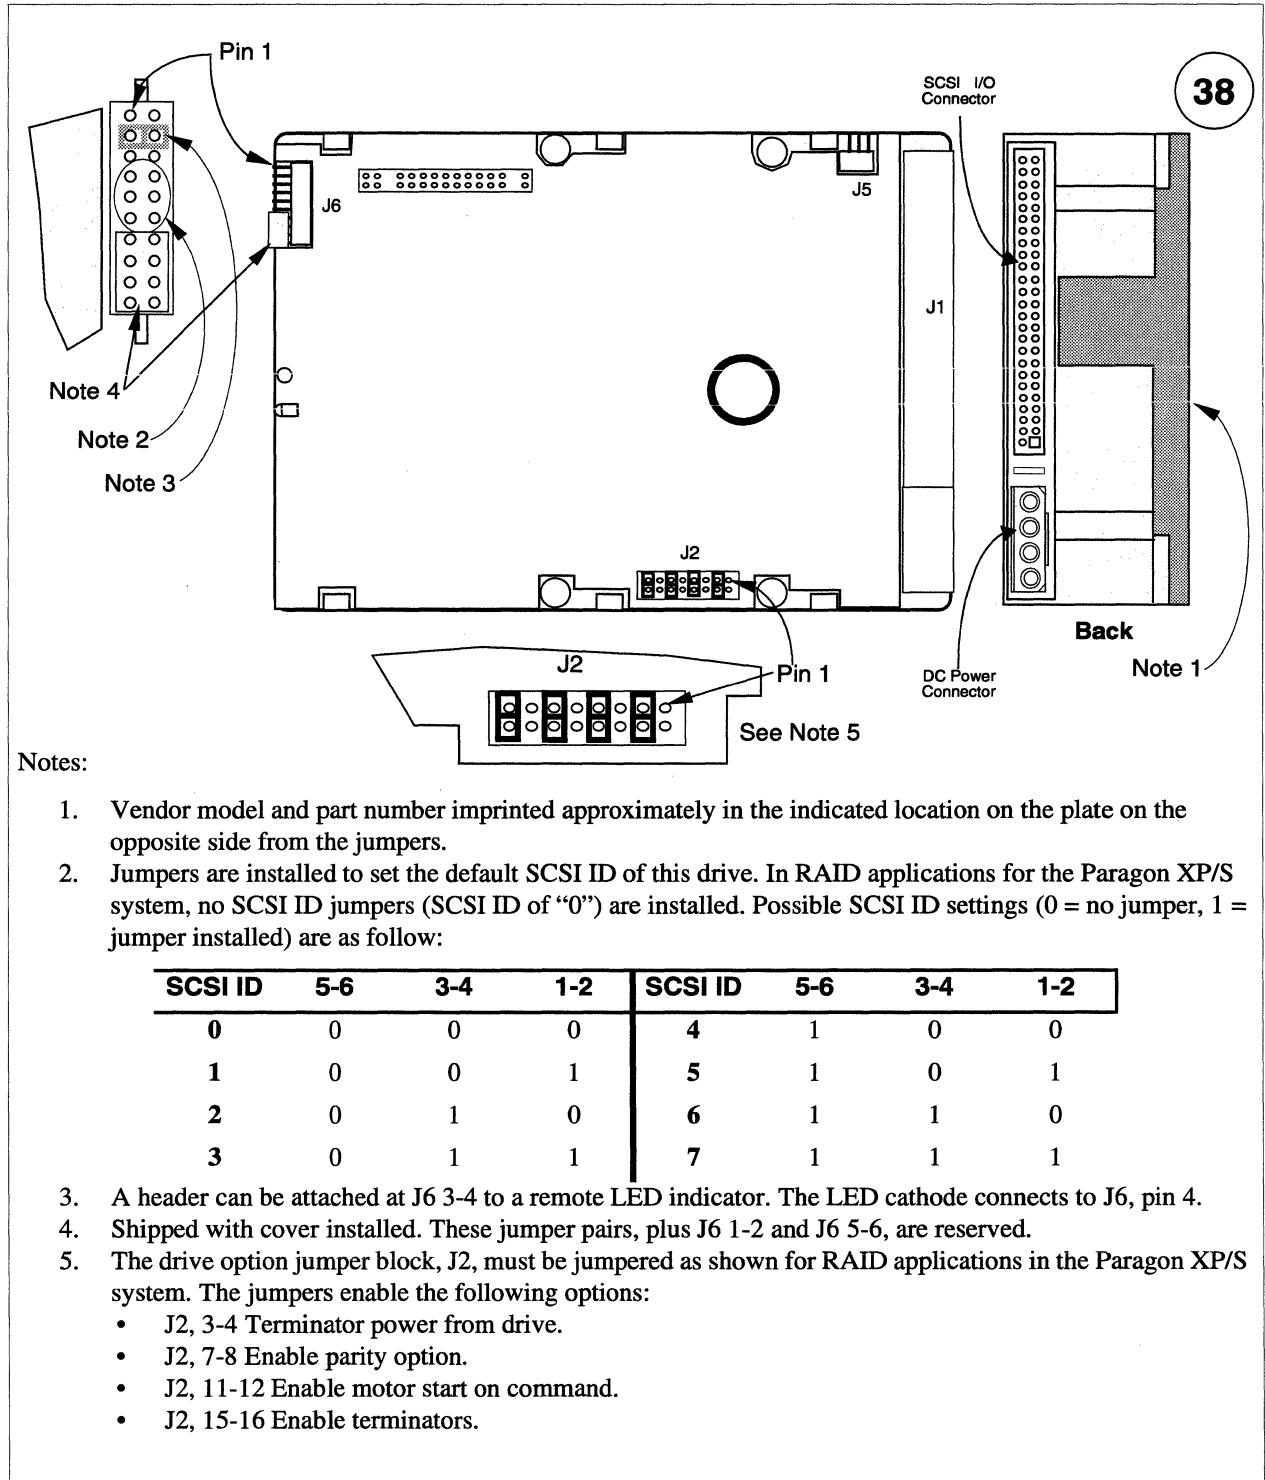 Pin 1
SCSI I/O
Connector
38
J6
J5
J1
Note 4
Note 2
Note 3
J2
Back
Note 1
J2
Pin 1
DC Power
Connector
See Note 5
Notes:
1. Vendor model and part number imprinted approximately in the indicated location on the plate on the
opposite side from the jumpers.
2. Jumpers are installed to set the default SCSI ID of this drive. In RAID applications for the Paragon XP/S
system, no SCSI ID jumpers (SCSI ID of “0”) are installed. Possible SCSI ID settings (0 = no jumper, 1 =
jumper installed) are as follow:
SCSI ID 5-6 3-4 1-2 SCSI ID 5-6 3-4 1-2
0 0 0 0 4 1 0 0
1 0 0 1 5 1 0 1
2 0 1 0 6 1 1 0
3 0 1 1 7 1 1 1
3. A header can be attached at J6 3-4 to a remote LED indicator. The LED cathode connects to J6, pin 4.
4. Shipped with cover installed. These jumper pairs, plus J6 1-2 and J6 5-6, are reserved.
5. The drive option jumper block, J2, must be jumpered as shown for RAID applications in the Paragon XP/S
system. The jumpers enable the following options:
• J2, 3-4 Terminator power from drive.
• J2, 7-8 Enable parity option.
• J2, 11-12 Enable motor start on command.
• J2, 15-16 Enable terminators.